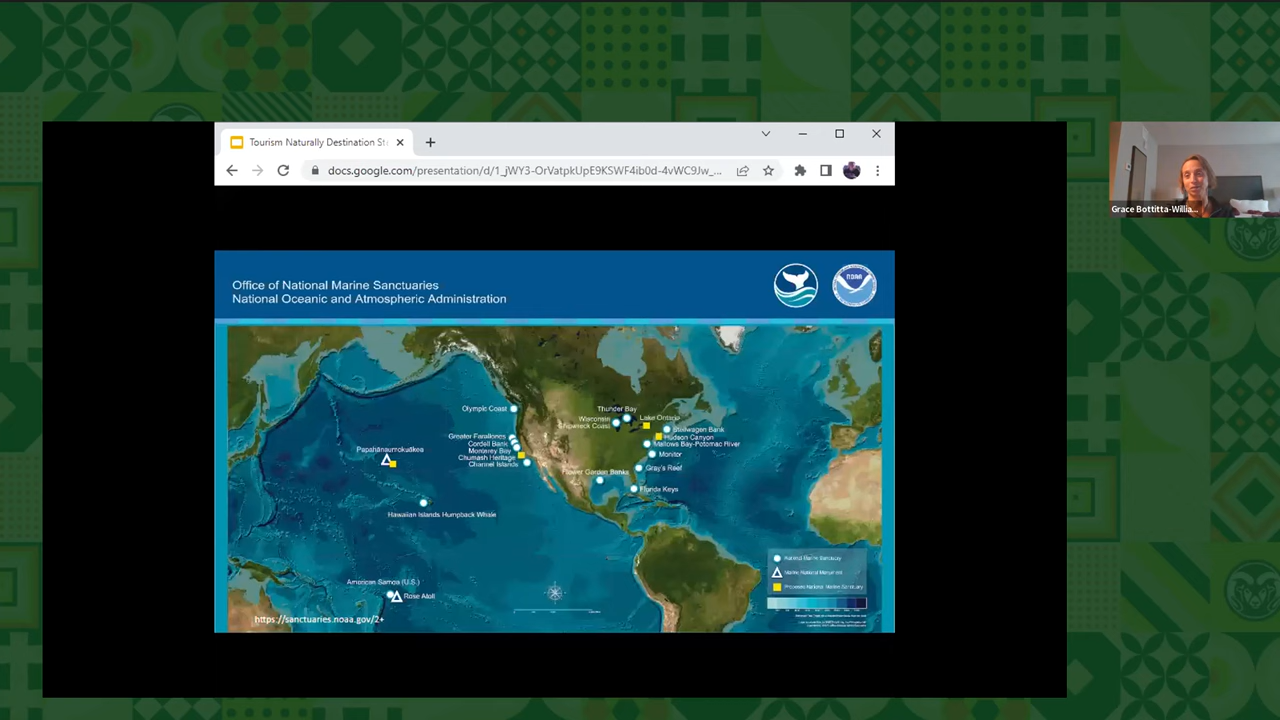 Tourism Naturally Destination St
docs.google.com/presentation/d/1_jWY3-OrVatpkUpE9KSWF4ib0d-4vWC9Jw_...
Grace Bottitta-Willia...
Office of National Marine Sanctuaries
National Oceanic and Atmospheric Administration
NOAA
Olympic Coast
Thunder Bay
Wisconsin
Shipwreck Coast
Lake Ontario
Stellwagen Bank
Hudson Canyon
Mallows Bay-Potomac River
Greater Farallones
Cordell Bank
Monterey Bay
Chumash Heritage
Channel Islands
Monitor
Papahānaumokuākea
Flower Garden Banks
Gray's Reef
Florida Keys
Hawaiian Islands Humpback Whale
National Marine Sanctuary
Marine National Monument
Proposed National Marine Sanctuary
American Samoa (U.S.)
Rose Atoll
https://sanctuaries.noaa.gov/2+